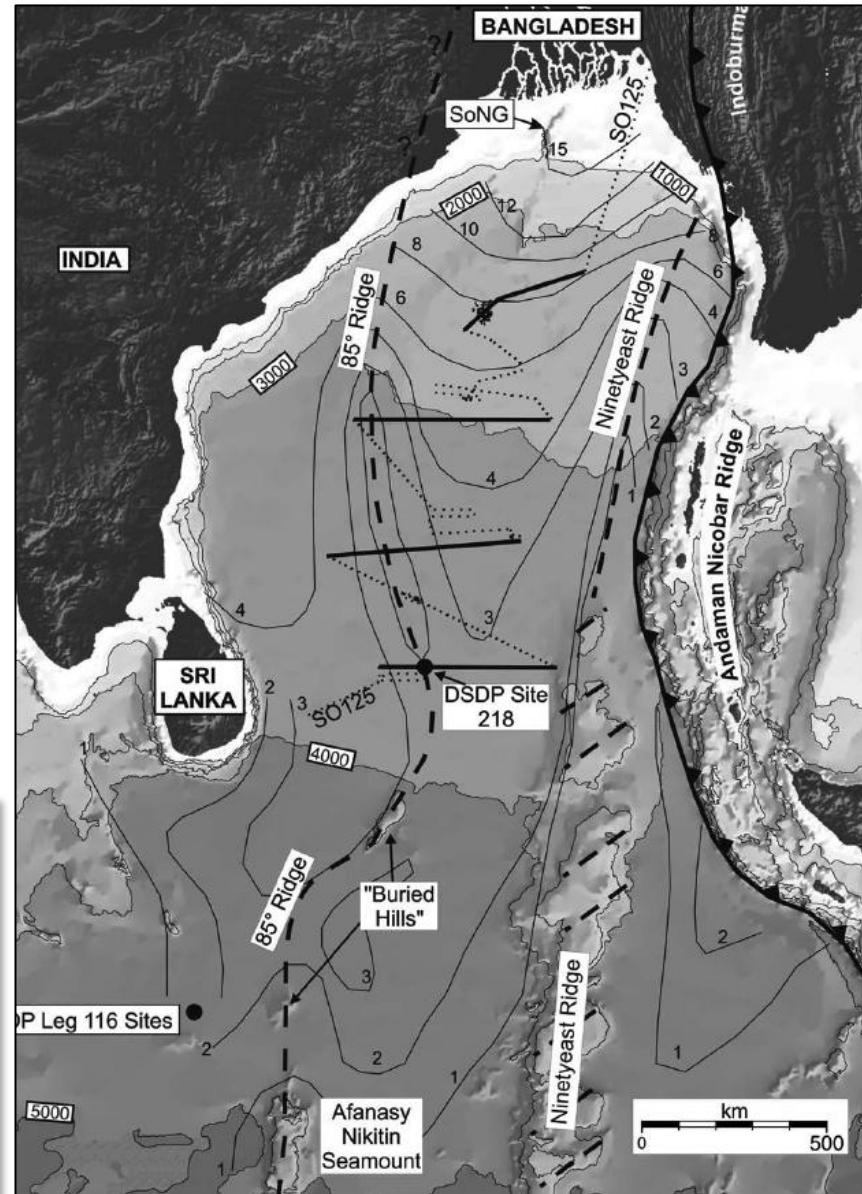 BANGLADESH
?
Indoburma
SO125
SoNG
?
15
1000
2000
12
10
INDIA
8
8
85° Ridge
6
6
Ninetyeast Ridge
4
3000
3
2
4
1
Andaman Nicobar Ridge
4
3
SRI
LANKA
2
3
SO125
DSDP Site
218
1
4000
85° Ridge
"Buried
Hills"
2
3
DP Leg 116 Sites
2
2
1
1
Ninetyeast Ridge
km
0
500
5000
Afanasy
Nikitin
Seamount
1